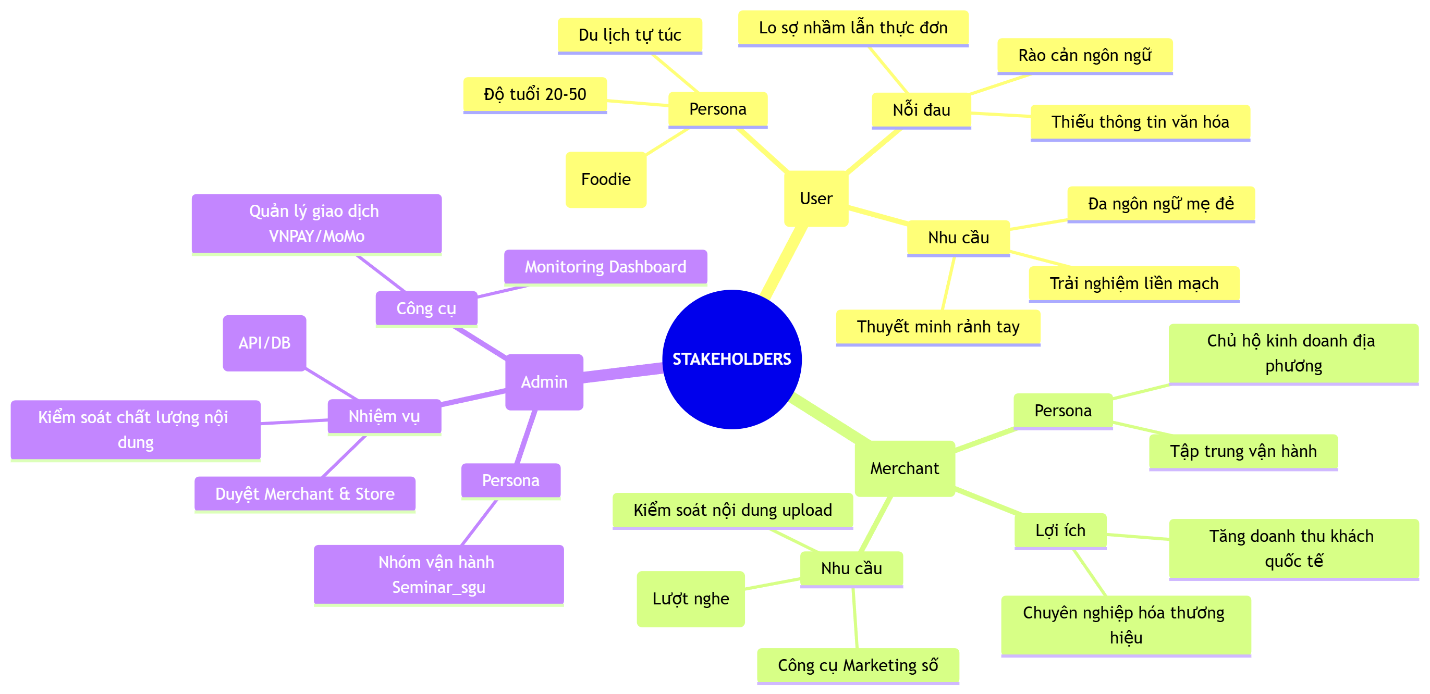 STAKEHOLDERS
User
Persona
Du lịch tự túc
Độ tuổi 20-50
Foodie
Nỗi đau
Lo sợ nhầm lẫn thực đơn
Rào cản ngôn ngữ
Thiếu thông tin văn hóa
Nhu cầu
Đa ngôn ngữ mẹ đẻ
Trải nghiệm liền mạch
Thuyết minh rảnh tay
Merchant
Persona
Chủ hộ kinh doanh địa
phương
Tập trung vận hành
Lợi ích
Tăng doanh thu khách
quốc tế
Chuyên nghiệp hóa thương
hiệu
Nhu cầu
Kiểm soát nội dung upload
Lượt nghe
Công cụ Marketing số
Admin
Công cụ
Quản lý giao dịch
VNPAY/MoMo
Monitoring Dashboard
Nhiệm vụ
API/DB
Kiểm soát chất lượng nội
dung
Duyệt Merchant & Store
Persona
Nhóm vận hành
Seminar_sgu